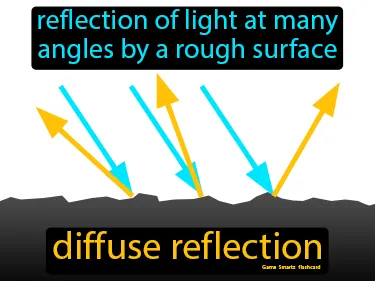 reflection of light at many
angles by a rough surface
diffuse reflection
Game Smartz flashcard